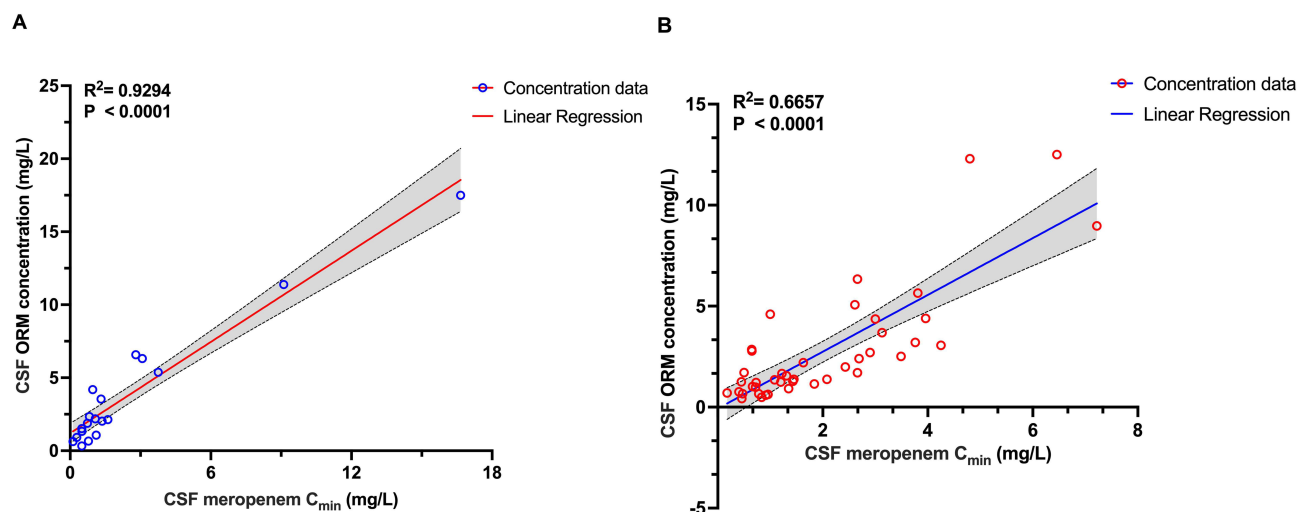 A
R²= 0.9294
P < 0.0001
Concentration data
Linear Regression
CSF ORM concentration (mg/L)
25
20
15
10
5
0
0
6
12
18
CSF meropenem Cmin (mg/L)
B
R²= 0.6657
P < 0.0001
Concentration data
Linear Regression
CSF ORM concentration (mg/L)
15
10
5
0
-5
2
4
6
8
CSF meropenem Cmin (mg/L)